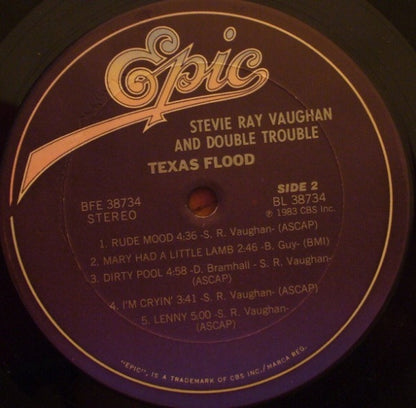 Epic
STEVIE RAY VAUGHAN
AND DOUBLE TROUBLE
TEXAS FLOOD
BFE 38734
STEREO
SIDE 2
BL 38734
℗ 1983 CBS Inc.
1. RUDE MOOD 4:36 -S. R. Vaughan- (ASCAP)
2. MARY HAD A LITTLE LAMB 2:46 -B. Guy- (BMI)
3. DIRTY POOL 4:58 -D. Bramhall - S. R. Vaughan-
(ASCAP)
4. I'M CRYIN' 3:41 -S. R. Vaughan- (ASCAP)
5. LENNY 5:00 -S. R. Vaughan-
(ASCAP)
"EPIC", IS A TRADEMARK OF CBS INC./MARCA REG.